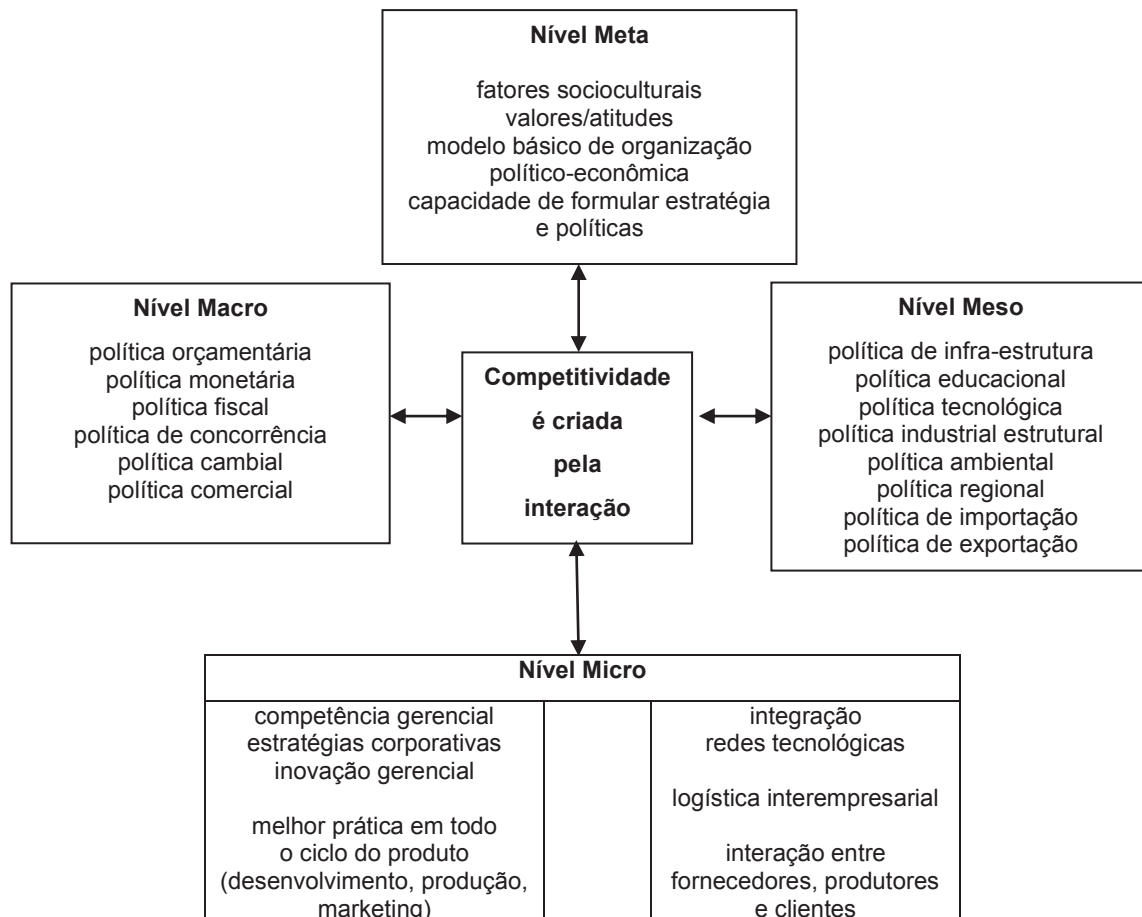 Nível Meta
fatores socioculturais
valores/atitudes
modelo básico de organização
político-econômica
capacidade de formular estratégia
e políticas
Nível Macro
política orçamentária
política monetária
política fiscal
política de concorrência
política cambial
política comercial
Competitividade
é criada
pela
interação
Nível Meso
política de infra-estrutura
política educacional
política tecnológica
política industrial estrutural
política ambiental
política regional
política de importação
política de exportação
Nível Micro
competência gerencial
estratégias corporativas
inovação gerencial
melhor prática em todo
o ciclo do produto
(desenvolvimento, produção,
marketing)
integração
redes tecnológicas
logística interempresarial
interação entre
fornecedores, produtores
e clientes